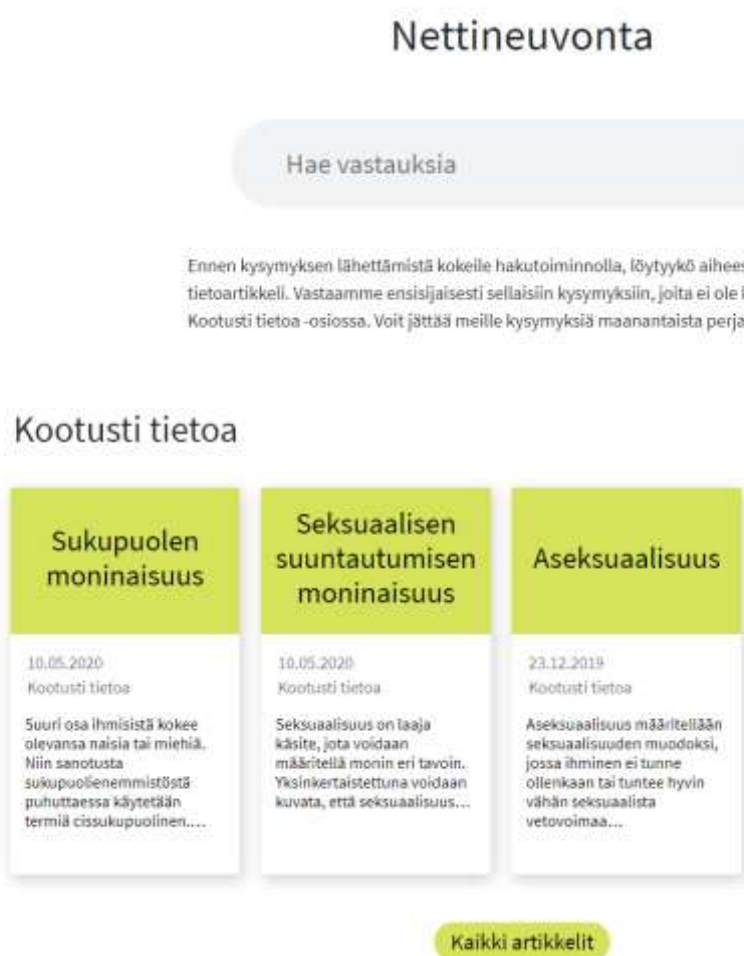 Nettineuvonta
Hae vastauksia
Ennen kysymyksen lähettämistä kokeile hakutoiminnolla, löytyykö
tietoartikkeli. Vastaamme ensisijaisesti sellaisiin kysymyksiin, joita ei ole
Kootusti tietoa -osiossa. Voit jättää meille kysymyksiä maanantaista
Kootusti tietoa
Sukupuolen
moninaisuus
10.05.2020
Kootusti tietoa
Suuri osa ihmisistä kokee
olevansa naisia tai miehiä.
Niin sanotusta
sukupuolienemmistöstä
puhuttaessa käytetään
termiä cissukupuolinen....
Seksuaalisen
suuntautumisen
moninaisuus
10.05.2020
Kootusti tietoa
Seksuaalisuus on laaja
käsite, jota voidaan
määritellä monin eri tavoin.
Yksinkertaistettuna voidaan
kuvata, että seksuaalisuus...
Aseksuaalisuus
23.12.2019
Kootusti tietoa
Aseksuaalisuus määritellään
seksuaalisuuden muodoksi,
jossa ihminen ei tunne
ollenkaan tai tuntee hyvin
vähän seksuaalista
vetovoimaa...
Kaikki artikkelit